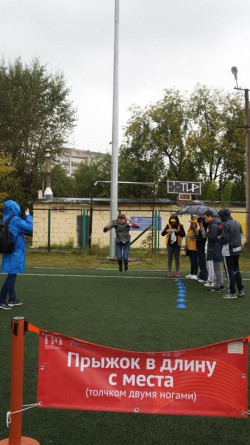 Прыжок в длину
с места
(толчком двумя ногами)